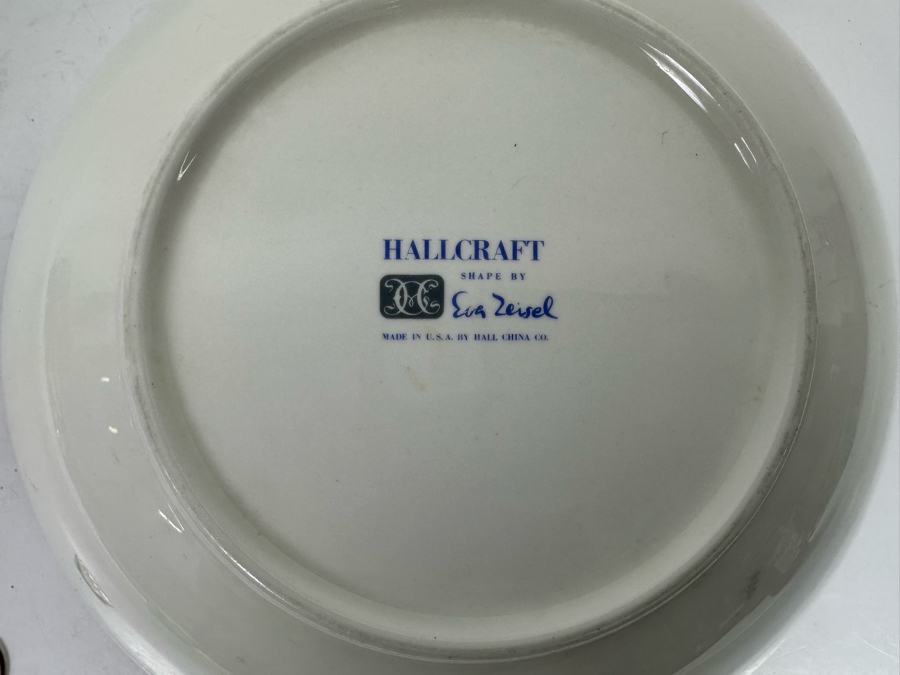 HALLCRAFT
SHAPE BY
Eva Zeisel
MADE IN U.S.A. BY HALL CHINA CO.